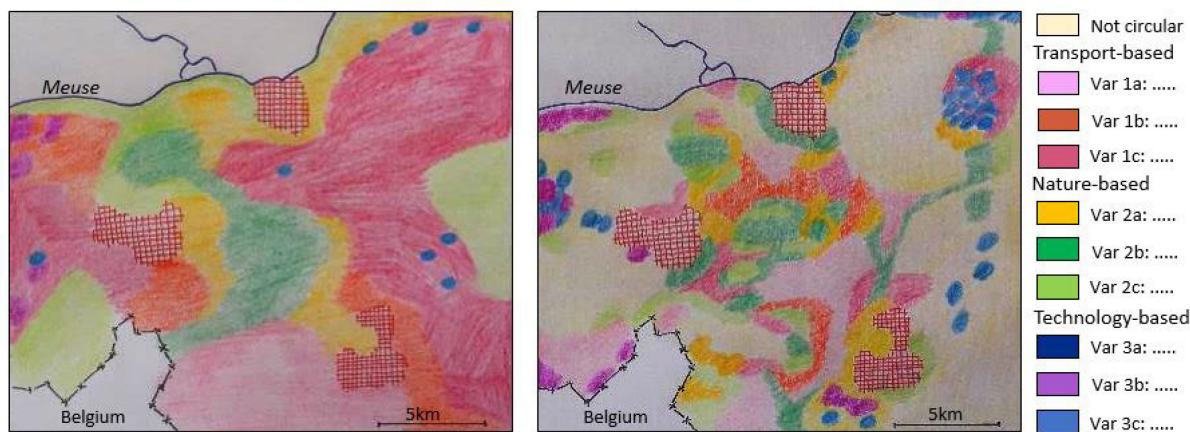 Meuse
Belgium
5km
Meuse
Belgium
5km
Not circular
Transport-based
Var 1a: .....
Var 1b: .....
Var 1c: .....
Nature-based
Var 2a: .....
Var 2b: .....
Var 2c: .....
Technology-based
Var 3a: .....
Var 3b: .....
Var 3c: .....